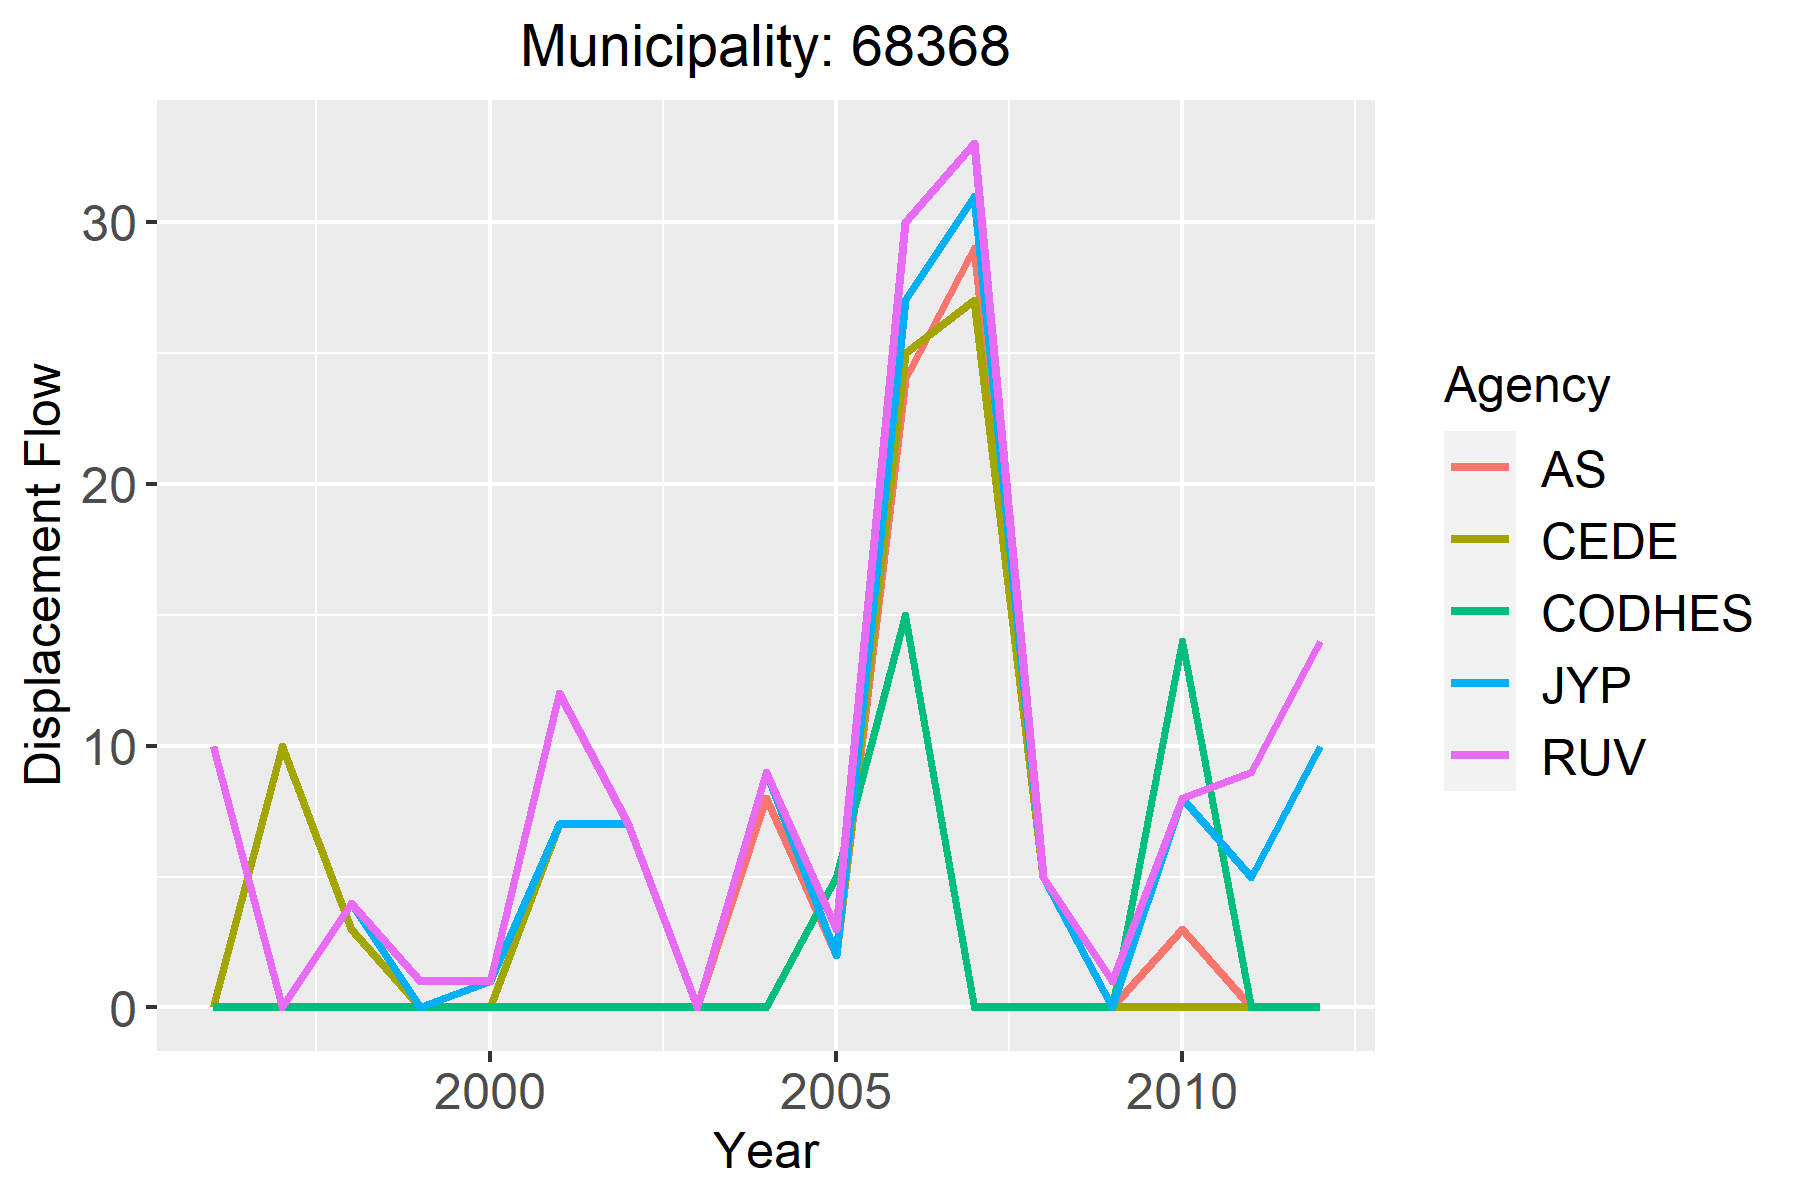 Municipality: 68368
Displacement Flow
30
20
10
0
2000 2005 2010
Year
Agency
AS
CEDE
CODHES
JYP
RUV